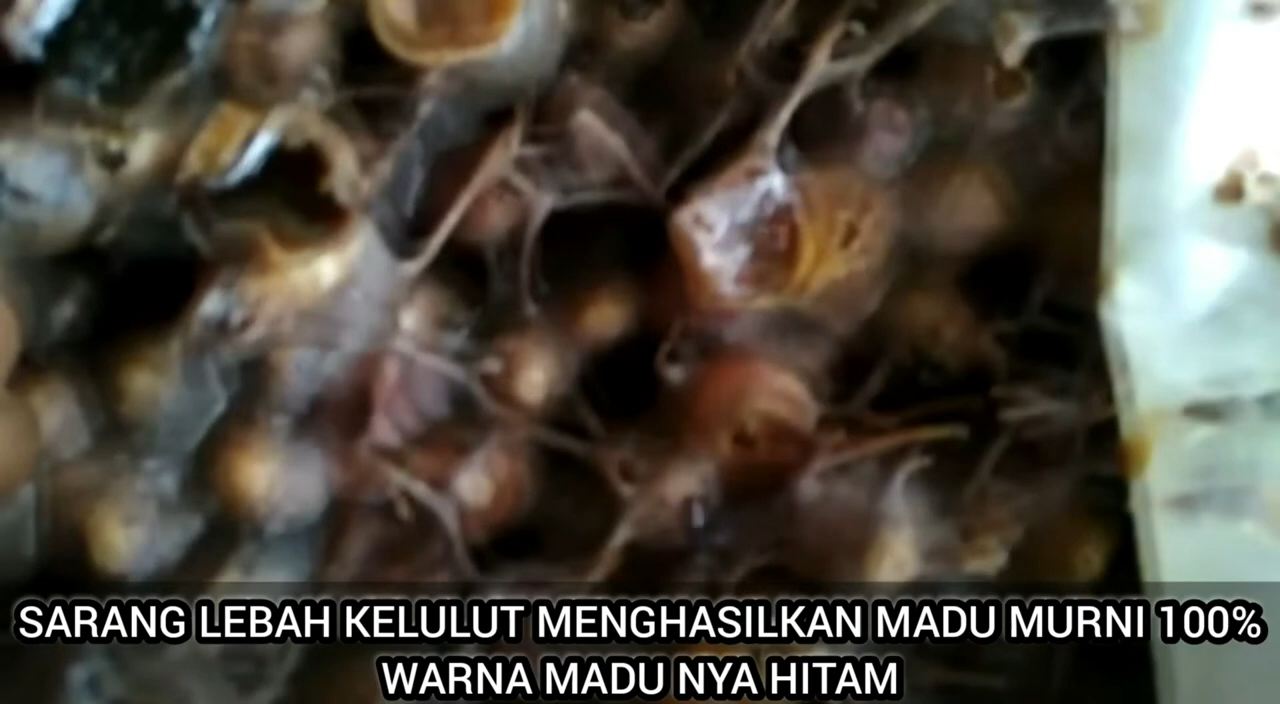 SARANG LEBAH KELULUT MENGHASILKAN MADU MURNI 100%
WARNA MADU NYA HITAM